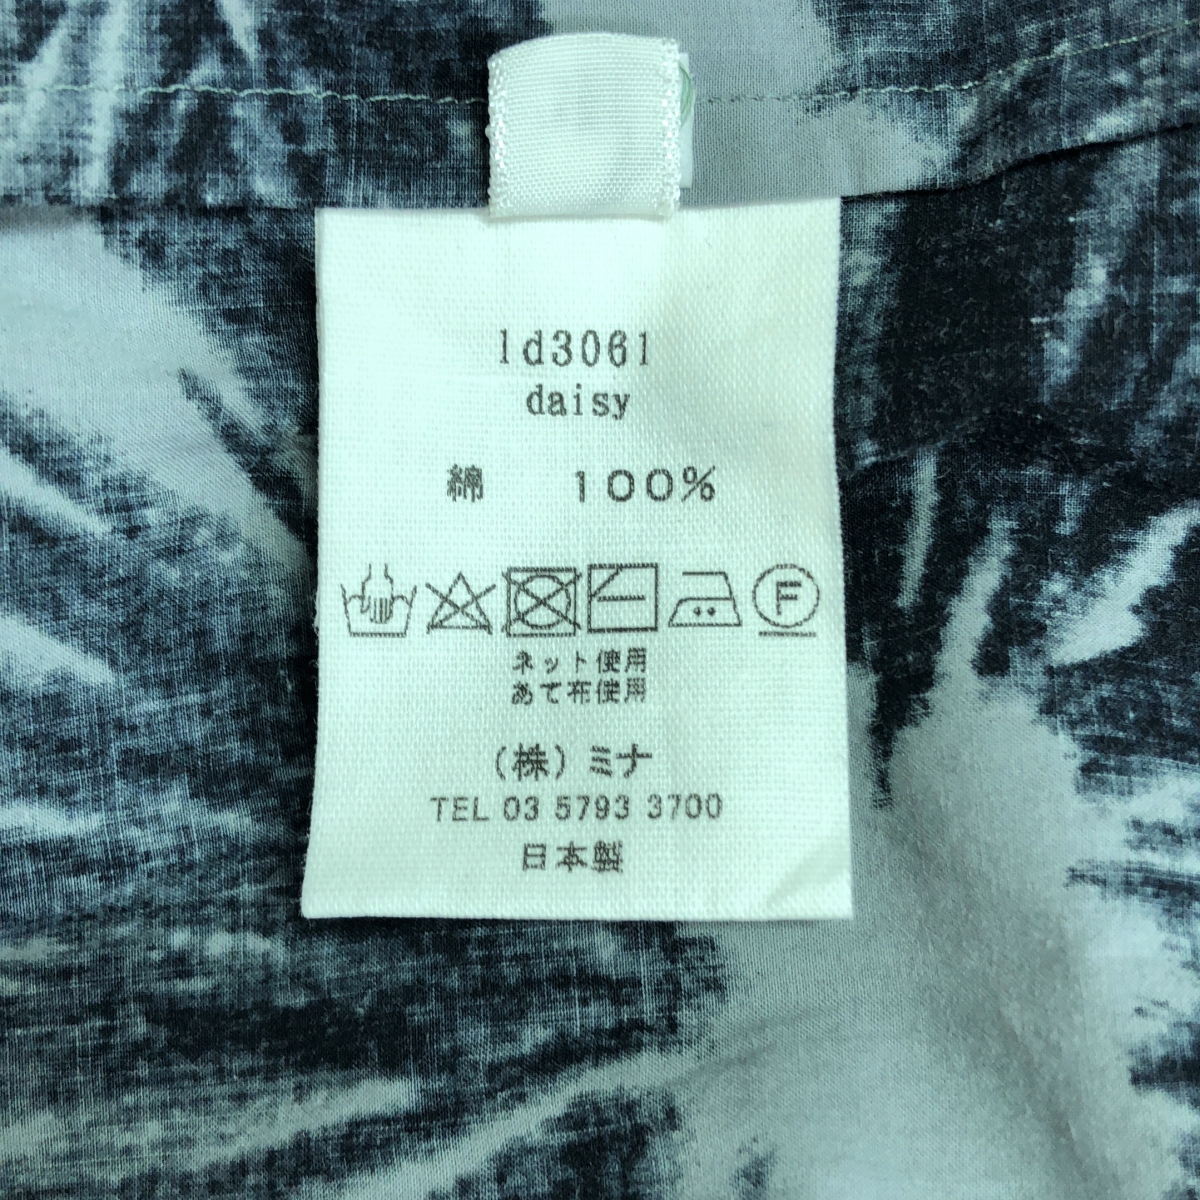 ld3061
daisy
綿 100%
F
ネット使用
あて布使用
(株)ミナ
TEL 03 5793 3700
日本製